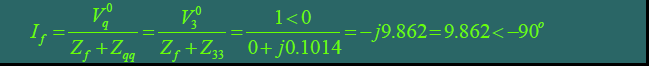 I_f = V_q^0 / (Z_f + Z_qq) = V_3^0 / (Z_f + Z_33) = 1<0 / (0 + j0.1014) = -j9.862 = 9.862 < -90°